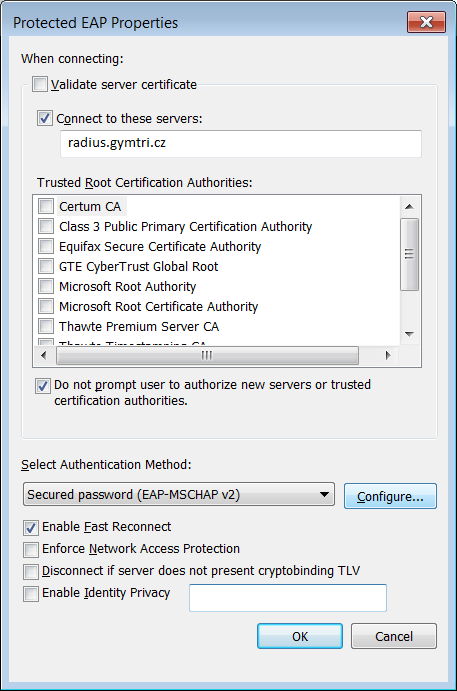 Protected EAP Properties
When connecting:
Validate server certificate
Connect to these servers:
radius.gymtri.cz
Trusted Root Certification Authorities:
Certum CA
Class 3 Public Primary Certification Authority
Equifax Secure Certificate Authority
GTE CyberTrust Global Root
Microsoft Root Authority
Microsoft Root Certificate Authority
Thawte Premium Server CA
Thawte Timestamping CA
Do not prompt user to authorize new servers or trusted
certification authorities.
Select Authentication Method:
Secured password (EAP-MSCHAP v2)
Configure...
Enable Fast Reconnect
Enforce Network Access Protection
Disconnect if server does not present cryptobinding TLV
Enable Identity Privacy
OK
Cancel